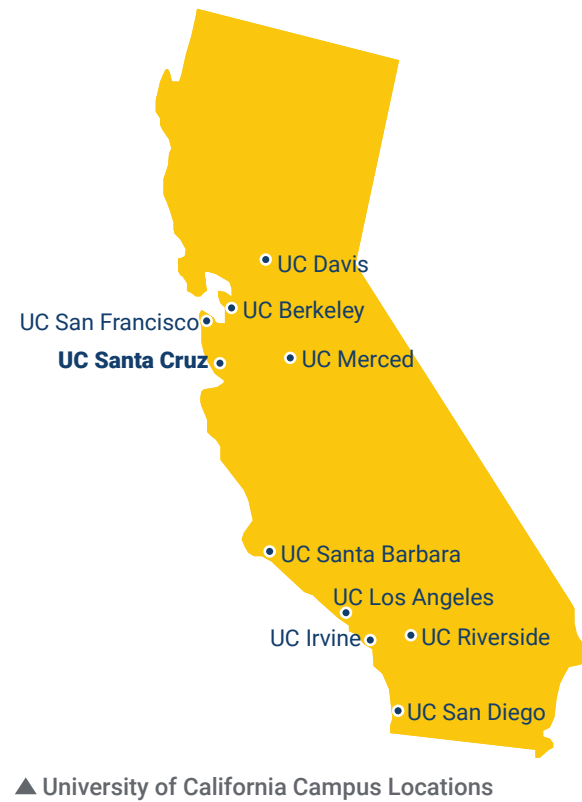 UC Davis
UC Berkeley
UC San Francisco
UC Santa Cruz
UC Merced
UC Santa Barbara
UC Los Angeles
UC Irvine
UC Riverside
UC San Diego
▲ University of California Campus Locations